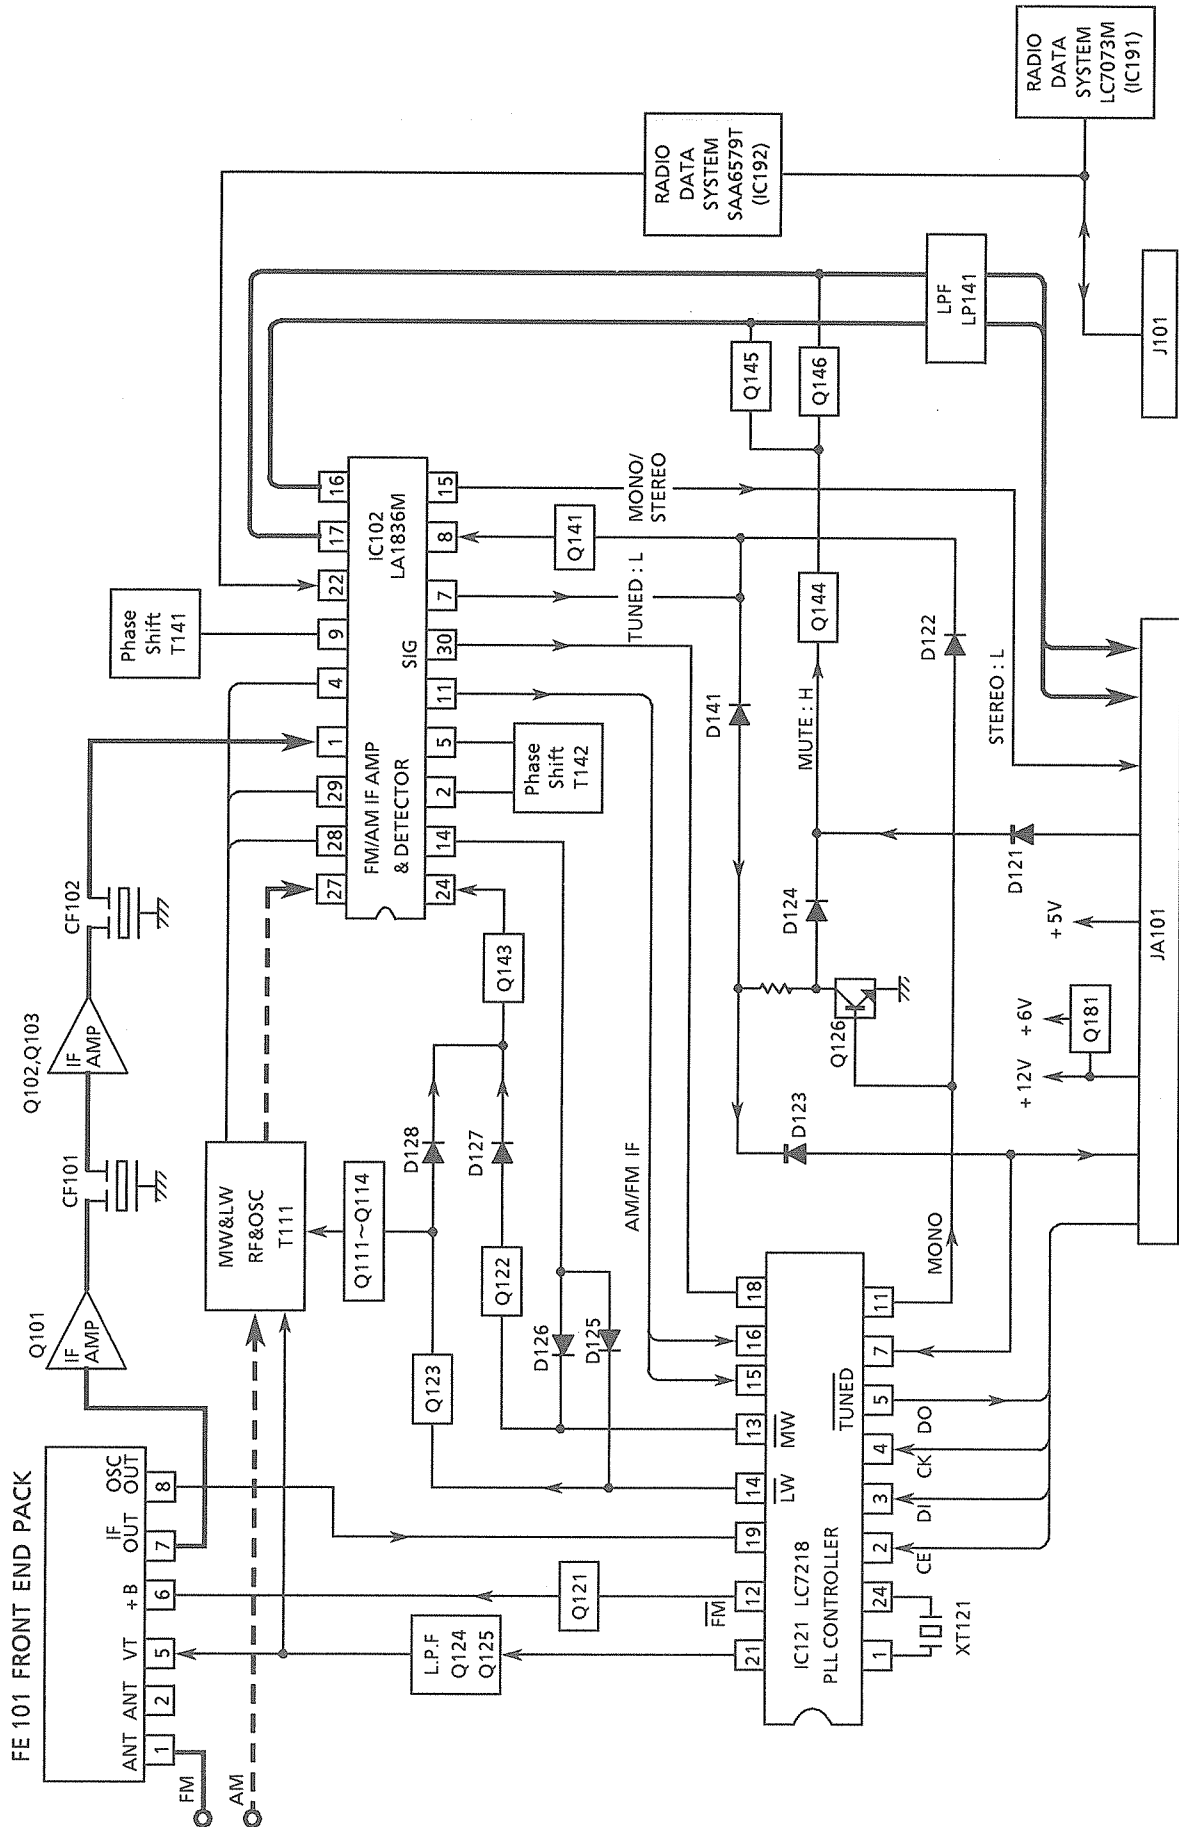 FE101 FRONT END PACK
ANT
ANT
VT
+B
IF
OUT
OSC
OUT
1
2
5
6
7
8
FM
AM
Q101
IF
AMP
CF101
Q102,Q103
IF
AMP
CF102
MW&LW
RF&OSC
T111
Phase
Shift
T141
27
28
29
1
4
9
22
17
16
FM/AM IF AMP
& DETECTOR
SIG
IC102
LA1836M
24
14
2
5
11
30
7
8
15
Phase
Shift
T142
Q111~Q114
D128
D127
Q143
Q123
Q122
D126
D125
AM/FM IF
TUNED : L
Q141
MONO/
STEREO
L.P.F
Q124
Q125
Q121
FM
LW
MW
21
12
19
14
13
15
16
18
IC121 LC7218
PLL CONTROLLER
TUNED
1
24
2
3
4
5
7
11
XT121
CE
DI
CK
DO
MONO
D141
D123
Q126
D124
MUTE : H
Q144
Q145
Q146
D122
D121
STEREO : L
+12V
+6V
Q181
+5V
LPF
LP141
JA101
J101
RADIO
DATA
SYSTEM
SAA6579T
(IC192)
RADIO
DATA
SYSTEM
LC7073M
(IC191)